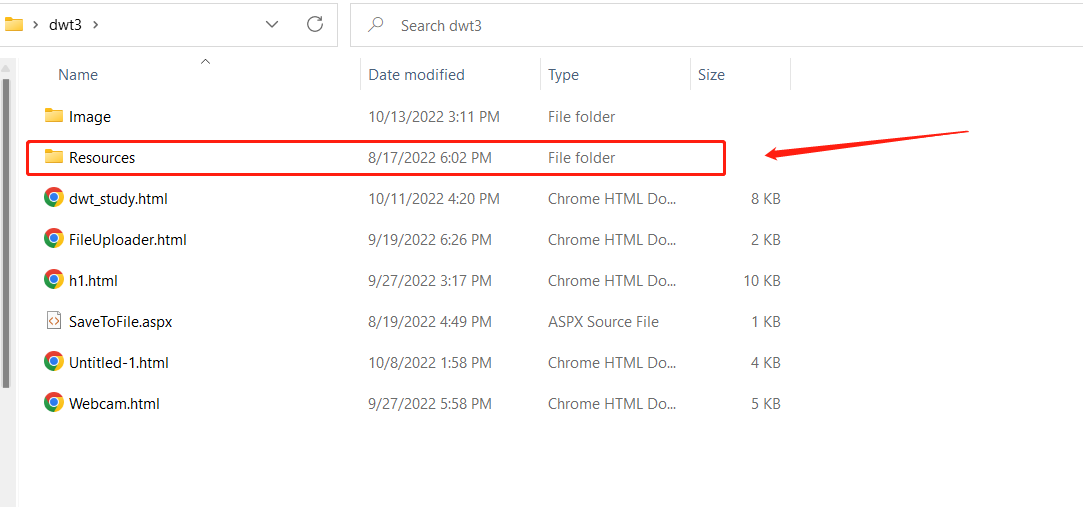 dwt3
Search dwt3
Name Date modified Type Size
Image 10/13/2022 3:11 PM File folder
Resources 8/17/2022 6:02 PM File folder
dwt_study.html 10/11/2022 4:20 PM Chrome HTML Do... 8 KB
FileUploader.html 9/19/2022 6:26 PM Chrome HTML Do... 2 KB
h1.html 9/27/2022 3:17 PM Chrome HTML Do... 10 KB
SaveToFile.aspx 8/19/2022 4:49 PM ASPX Source File 1 KB
Untitled-1.html 10/8/2022 1:58 PM Chrome HTML Do... 4 KB
Webcam.html 9/27/2022 5:58 PM Chrome HTML Do... 5 KB